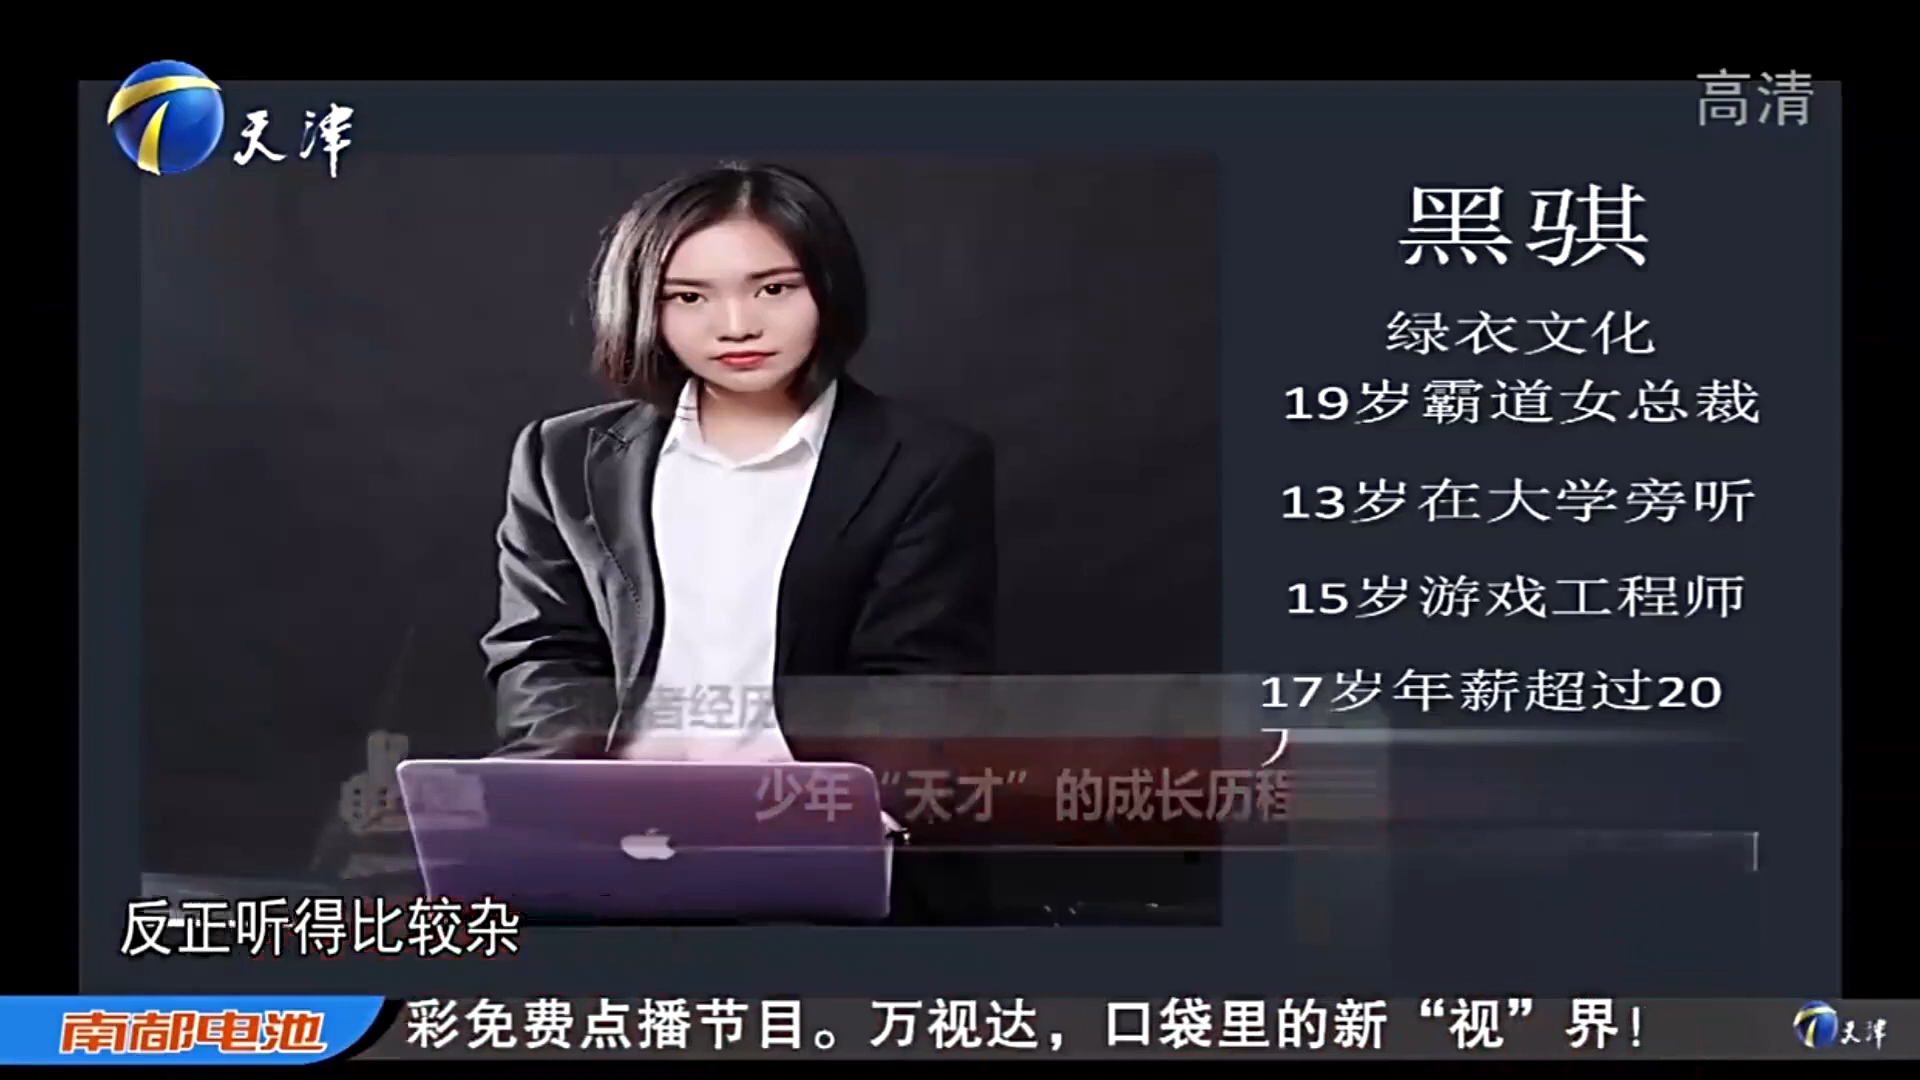 天津
高清
黑骐
绿衣文化
19岁霸道女总裁
13岁在大学旁听
15岁游戏工程师
17岁年薪超过20
者经历
少年“天才”的成长历程
反正听得比较杂
南都电池
彩免费点播节目。万视达，口袋里的新“视”界！
天津